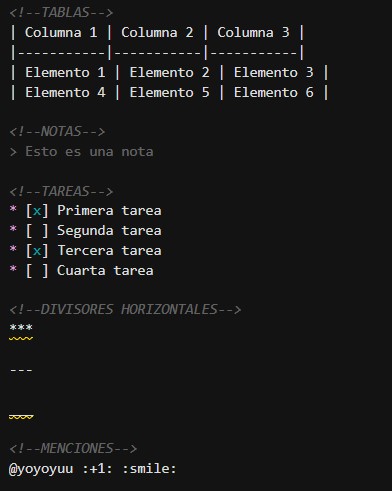 <!--TABLAS-->
| Columna 1 | Columna 2 | Columna 3 |
|-----------|-----------|-----------|
| Elemento 1 | Elemento 2 | Elemento 3 |
| Elemento 4 | Elemento 5 | Elemento 6 |
<!--NOTAS-->
> Esto es una nota
<!--TAREAS-->
* [x] Primera tarea
* [ ] Segunda tarea
* [x] Tercera tarea
* [ ] Cuarta tarea
<!--DIVISORES HORIZONTALES-->
***
---
___
<!--MENCIONES-->
@yoyoyuu :+1: :smile: